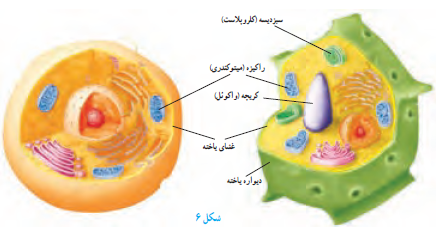 سبزدیسه (کلروپلاست)
راکیزه (میتوکندری)
کریچه (واکوئل)
غشای یاخته
دیواره یاخته
شکل ۶